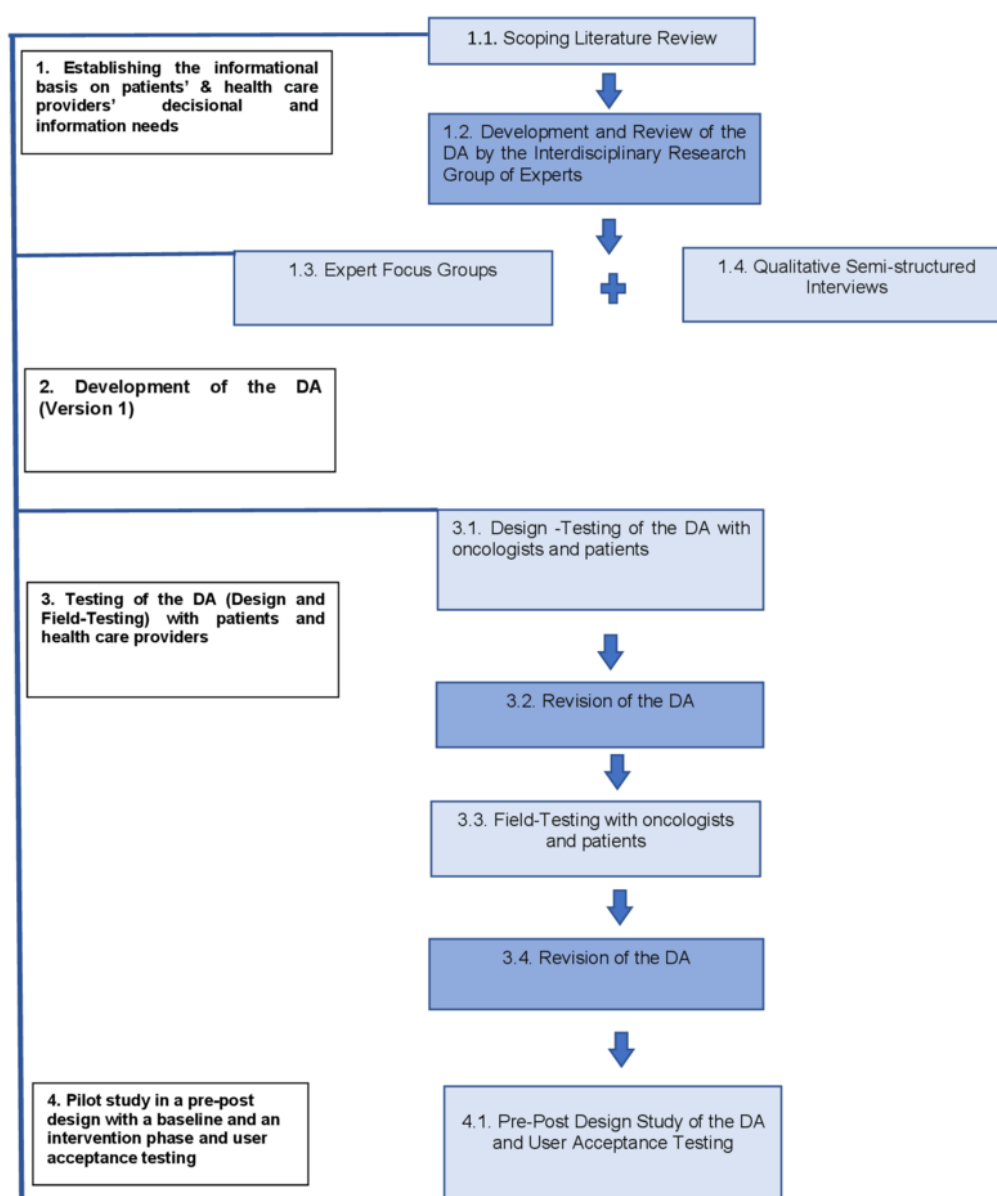 1.1. Scoping Literature Review
1. Establishing the informational
basis on patients’ & health care
providers’ decisional and
information needs
1.2. Development and Review of the
DA by the Interdisciplinary Research
Group of Experts
1.3. Expert Focus Groups
1.4. Qualitative Semi-structured
Interviews
2. Development of the DA
(Version 1)
3.1. Design -Testing of the DA with
oncologists and patients
3. Testing of the DA (Design and
Field-Testing) with patients and
health care providers
3.2. Revision of the DA
3.3. Field-Testing with oncologists
and patients
3.4. Revision of the DA
4. Pilot study in a pre-post
design with a baseline and an
intervention phase and user
acceptance testing
4.1. Pre-Post Design Study of the DA
and User Acceptance Testing